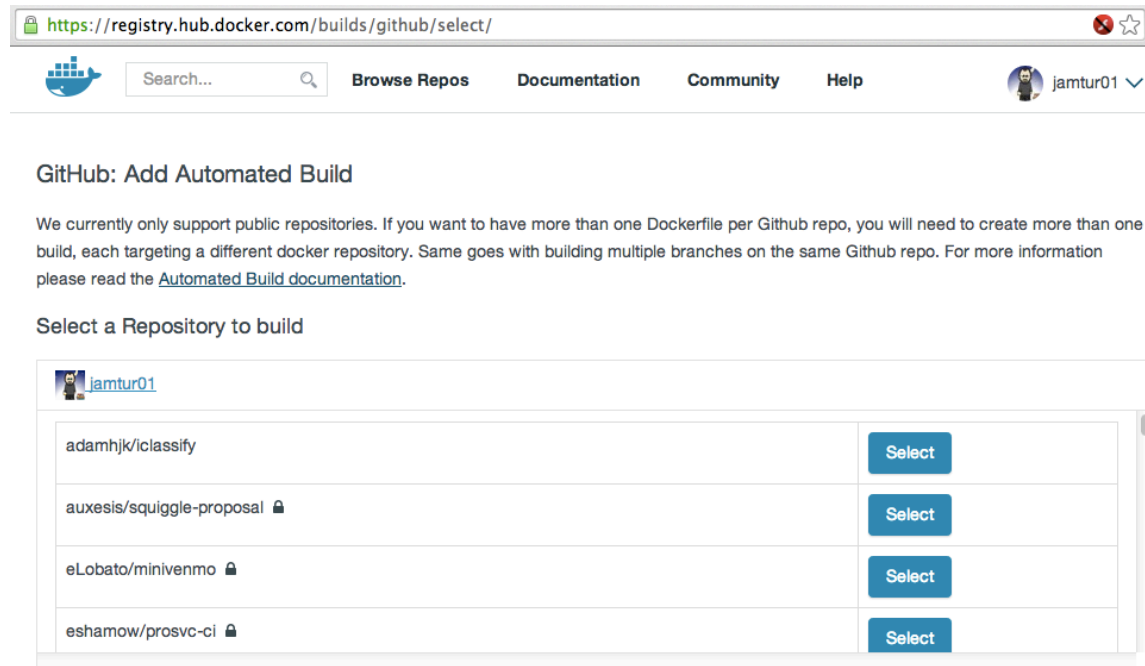 https://registry.hub.docker.com/builds/github/select/
Search...
Browse Repos
Documentation
Community
Help
jamtur01
GitHub: Add Automated Build
We currently only support public repositories. If you want to have more than one Dockerfile per Github repo, you will need to create more than one
build, each targeting a different docker repository. Same goes with building multiple branches on the same Github repo. For more information
please read the Automated Build documentation.
Select a Repository to build
jamtur01
adamhjk/iclassify
Select
auxesis/squiggle-proposal
Select
eLobato/minivenmo
Select
eshamow/prosvc-ci
Select